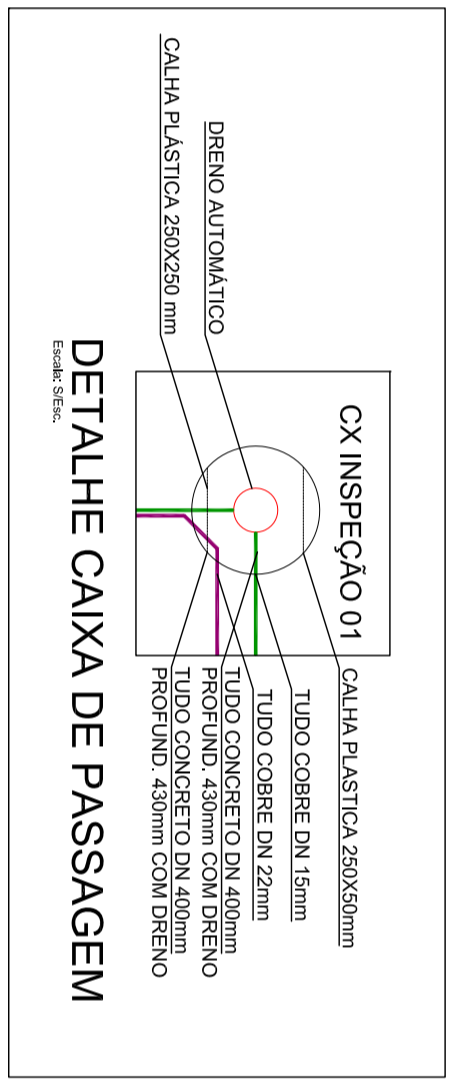 CX INSPEÇÃO 01
CALHA PLASTICA 250X50mm
TUDO COBRE DN 15mm
TUDO COBRE DN 22mm
TUDO CONCRETO DN 400mm
PROFUND. 430mm COM DRENO
TUDO CONCRETO DN 400mm
PROFUND. 430mm COM DRENO
DRENO AUTOMÁTICO
CALHA PLÁSTICA 250X250 mm
DETALHE CAIXA DE PASSAGEM
Escala: S/Esc.